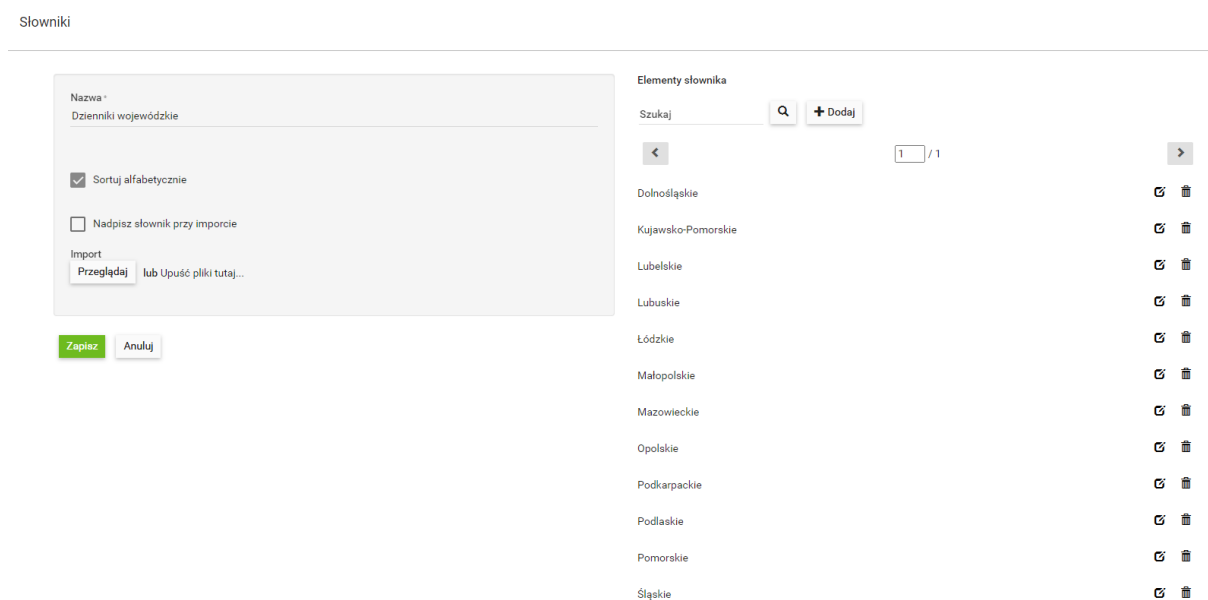 Słowniki
Nazwa *
Dzienniki wojewódzkie
Sortuj alfabetycznie
Nadpisz słownik przy imporcie
Import
Przeglądaj lub Upuść pliki tutaj...
Zapisz Anuluj
Elementy słownika
Szukaj + Dodaj
1 / 1
Dolnośląskie
Kujawsko-Pomorskie
Lubelskie
Lubuskie
Łódzkie
Małopolskie
Mazowieckie
Opolskie
Podkarpackie
Podlaskie
Pomorskie
Śląskie